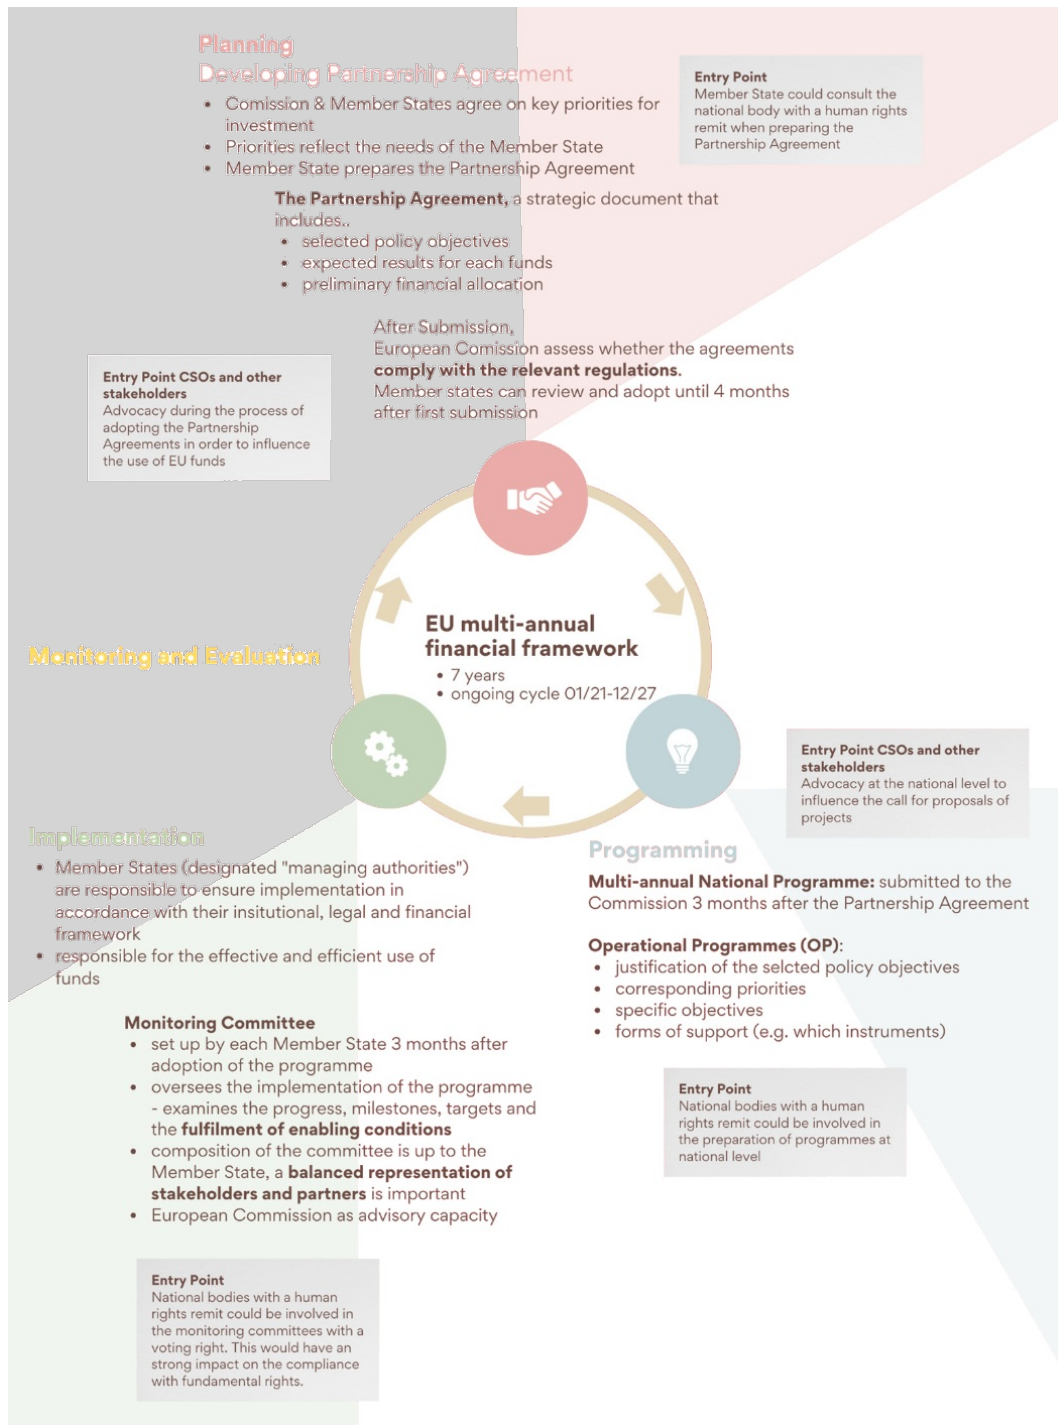 Planning
Developing Partnership Agreement
• Comission & Member States agree on key priorities for
investment
• Priorities reflect the needs of the Member State
• Member State prepares the Partnership Agreement
The Partnership Agreement, a strategic document that
includes..
• selected policy objectives
• expected results for each funds
• preliminary financial allocation
After Submission,
European Comission assess whether the agreements
comply with the relevant regulations.
Member states can review and adopt until 4 months
after first submission
Entry Point
Member State could consult the
national body with a human rights
remit when preparing the
Partnership Agreement
Entry Point CSOs and other
stakeholders
Advocacy during the process of
adopting the Partnership
Agreements in order to influence
the use of EU funds
EU multi-annual
financial framework
• 7 years
• ongoing cycle 01/21-12/27
Monitoring and Evaluation
Entry Point CSOs and other
stakeholders
Advocacy at the national level to
influence the call for proposals of
projects
Programming
Multi-annual National Programme: submitted to the
Commission 3 months after the Partnership Agreement
Operational Programmes (OP):
• justification of the selcted policy objectives
• corresponding priorities
• specific objectives
• forms of support (e.g. which instruments)
Entry Point
National bodies with a human
rights remit could be involved in
the preparation of programmes at
national level
Implementation
• Member States (designated "managing authorities")
are responsible to ensure implementation in
accordance with their insitutional, legal and financial
framework
• responsible for the effective and efficient use of
funds
Monitoring Committee
• set up by each Member State 3 months after
adoption of the programme
• oversees the implementation of the programme
- examines the progress, milestones, targets and
the fulfilment of enabling conditions
• composition of the committee is up to the
Member State, a balanced representation of
stakeholders and partners is important
• European Commission as advisory capacity
Entry Point
National bodies with a human
rights remit could be involved in
the monitoring committees with a
voting right. This would have an
strong impact on the compliance
with fundamental rights.